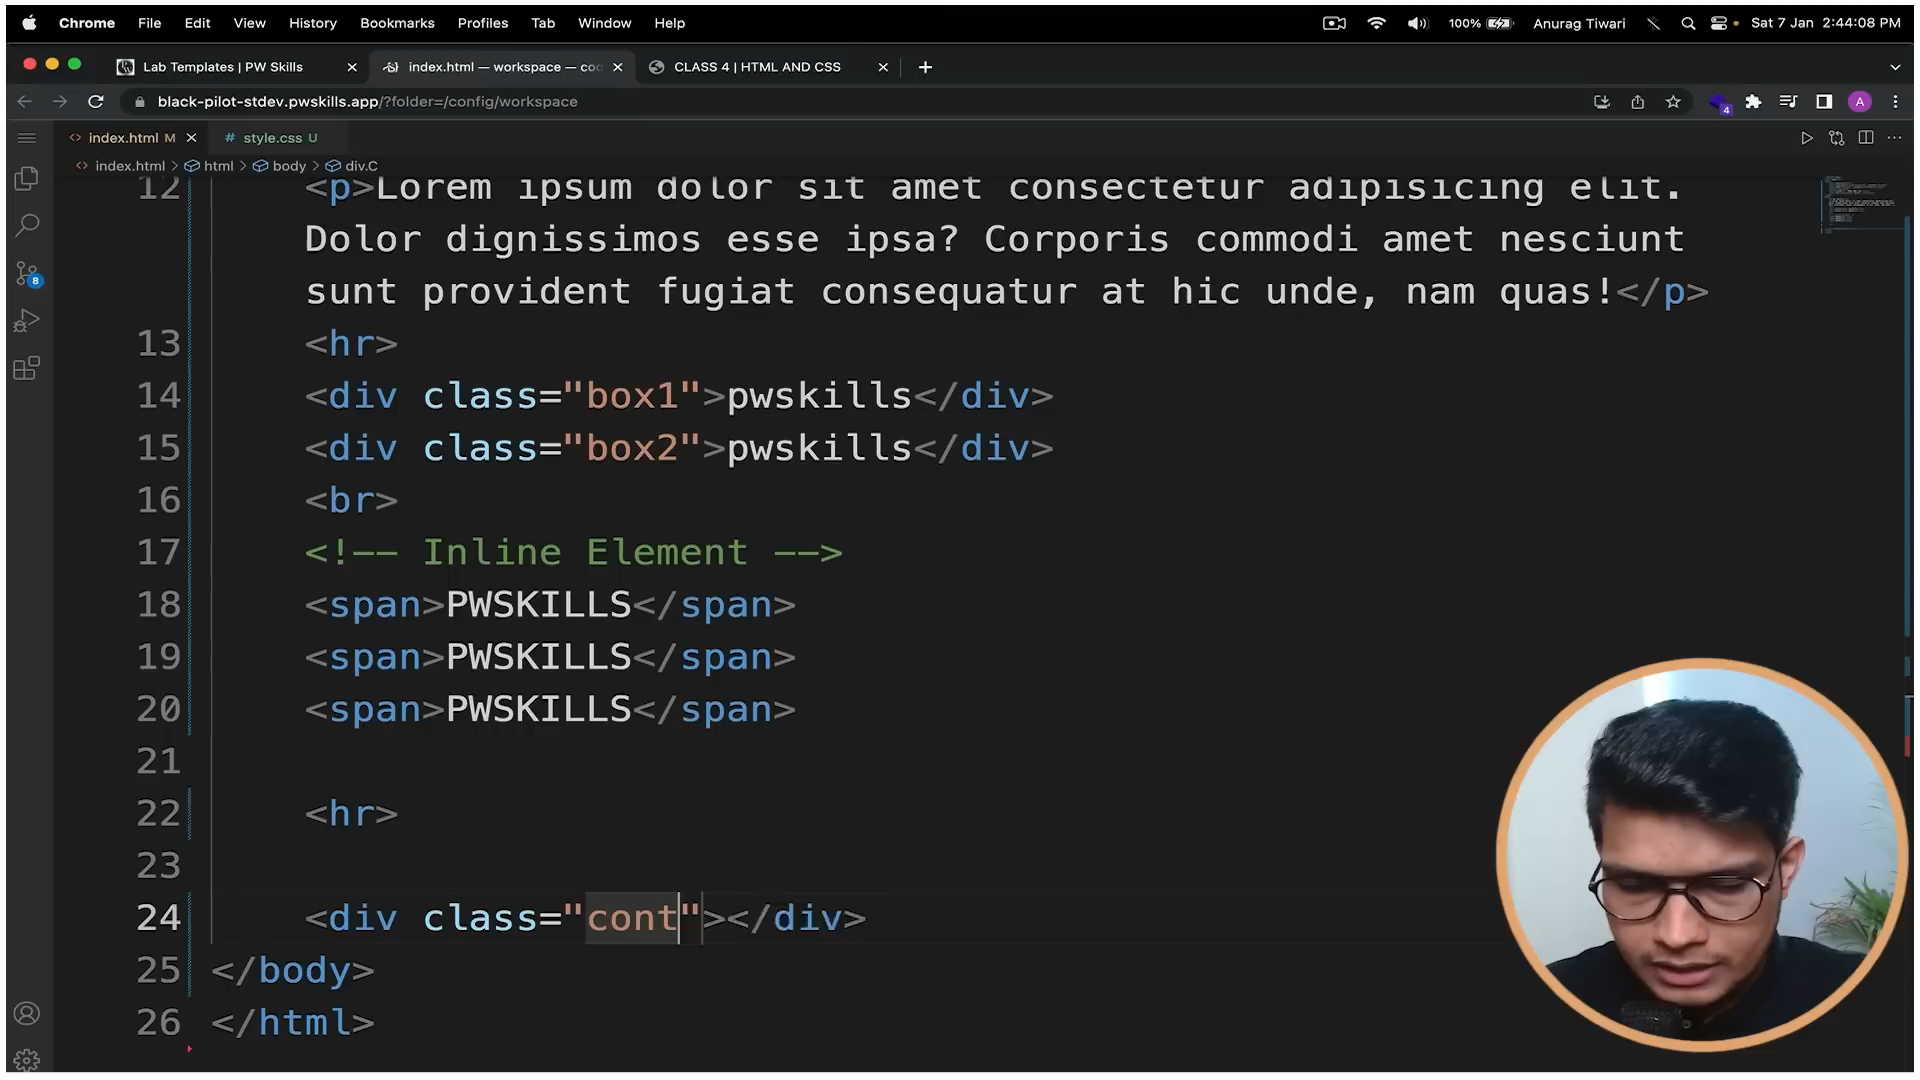 Chrome File Edit View History Bookmarks Profiles Tab Window Help 100% Anurag Tiwari Sat 7 Jan 2:44:08 PM
Lab Templates | PW Skills index.html — workspace — coo CLASS 4 | HTML AND CSS
black-pilot-stdev.pwskills.app/?folder=/config/workspace 4 A
<> index.html M # style.css U
<> index.html > html > body > div.C
12 <p>Lorem ipsum dolor sit amet consectetur adipisicing elit.
Dolor dignissimos esse ipsa? Corporis commodi amet nesciunt
sunt provident fugiat consequatur at hic unde, nam quas!</p>
13 <hr>
14 <div class="box1">pwskills</div>
15 <div class="box2">pwskills</div>
16 <br>
17 <!-- Inline Element -->
18 <span>PWSKILLS</span>
19 <span>PWSKILLS</span>
20 <span>PWSKILLS</span>
21
22 <hr>
23
24 <div class="cont"></div>
25 </body>
26 </html>
8